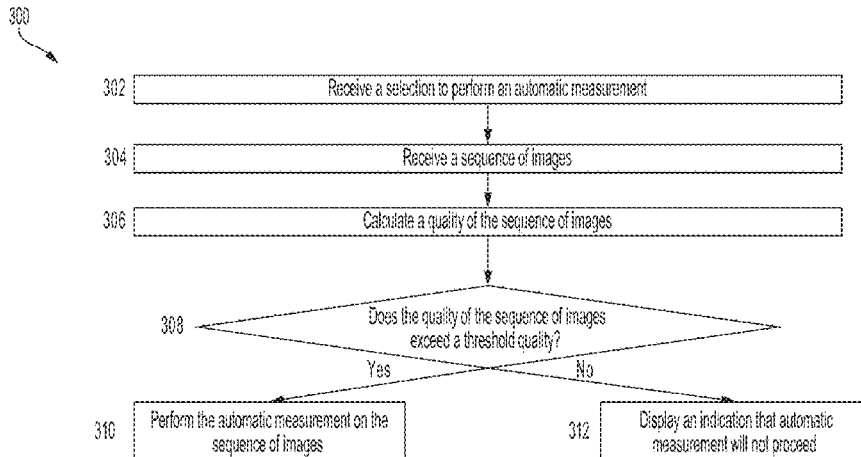 300
302 Receive a selection to perform an automatic measurement
304 Receive a sequence of images
306 Calculate a quality of the sequence of images
308 Does the quality of the sequence of images
exceed a threshold quality?
Yes No
310 Perform the automatic measurement on the
sequence of images
312 Display an indication that automatic
measurement will not proceed